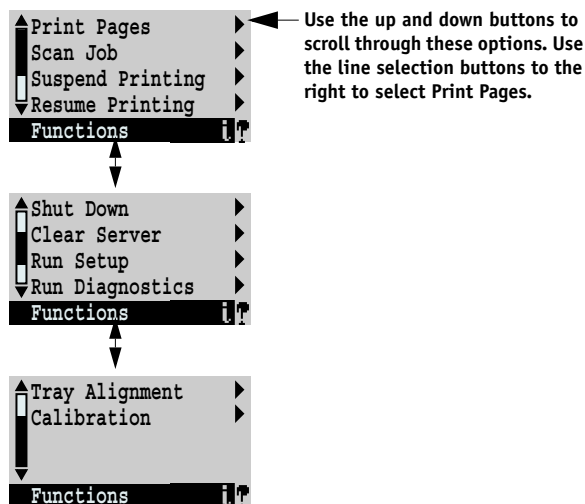 Print Pages
Scan Job
Suspend Printing
Resume Printing
Functions
Use the up and down buttons to
scroll through these options. Use
the line selection buttons to the
right to select Print Pages.
Shut Down
Clear Server
Run Setup
Run Diagnostics
Functions
Tray Alignment
Calibration
Functions